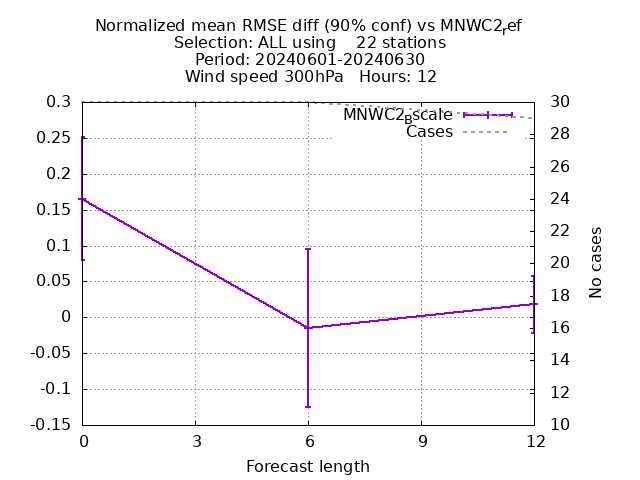 Normalized mean RMSE diff (90% conf) vs MNWC2ref
Selection: ALL using    22 stations
Period: 20240601-20240630
Wind speed 300hPa   Hours: 12
MNWC2Bscale
Cases
0.3
0.25
0.2
0.15
0.1
0.05
0
-0.05
-0.1
-0.15
30
28
26
24
22
20
18
16
14
12
10
No cases
0 3 6 9 12
Forecast length